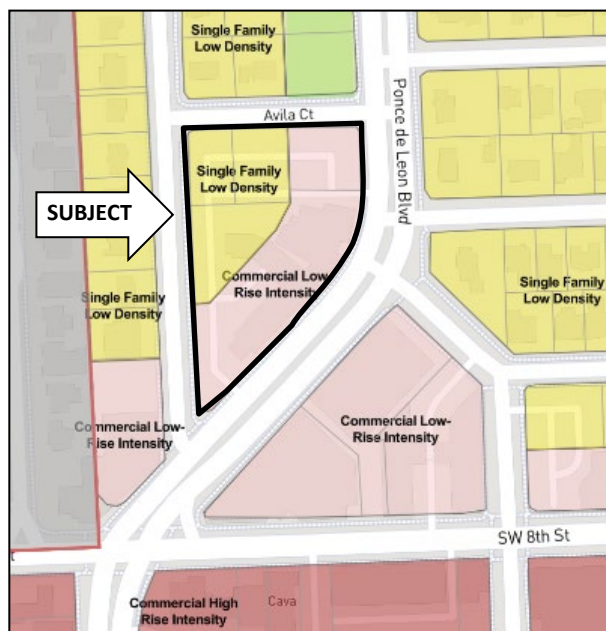 Single Family
Low Density
Avila Ct
Ponce de Leon Blvd
Single Family
Low Density
SUBJECT
Commercial Low-
Rise Intensity
Single Family
Low Density
Single Family
Low Density
Commercial Low-
Rise Intensity
Commercial Low-
Rise Intensity
SW 8th St
t
Commercial High
Rise Intensity
Cava